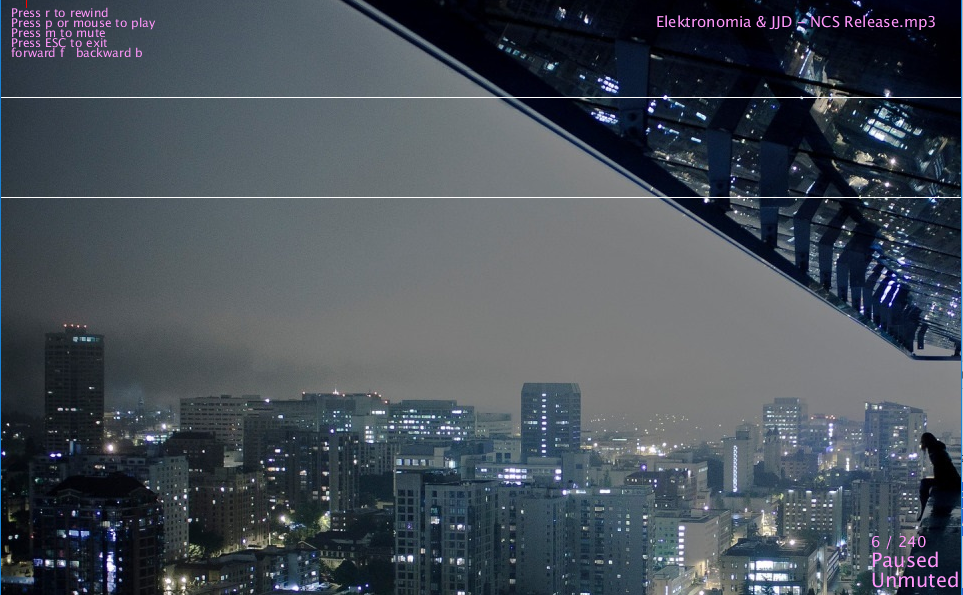 Press r to rewind
Press p or mouse to play
Press m to mute
Press ESC to exit
forward f   backward b
Elektronomia & JJD – NCS Release.mp3
6 / 240
Paused
Unmuted